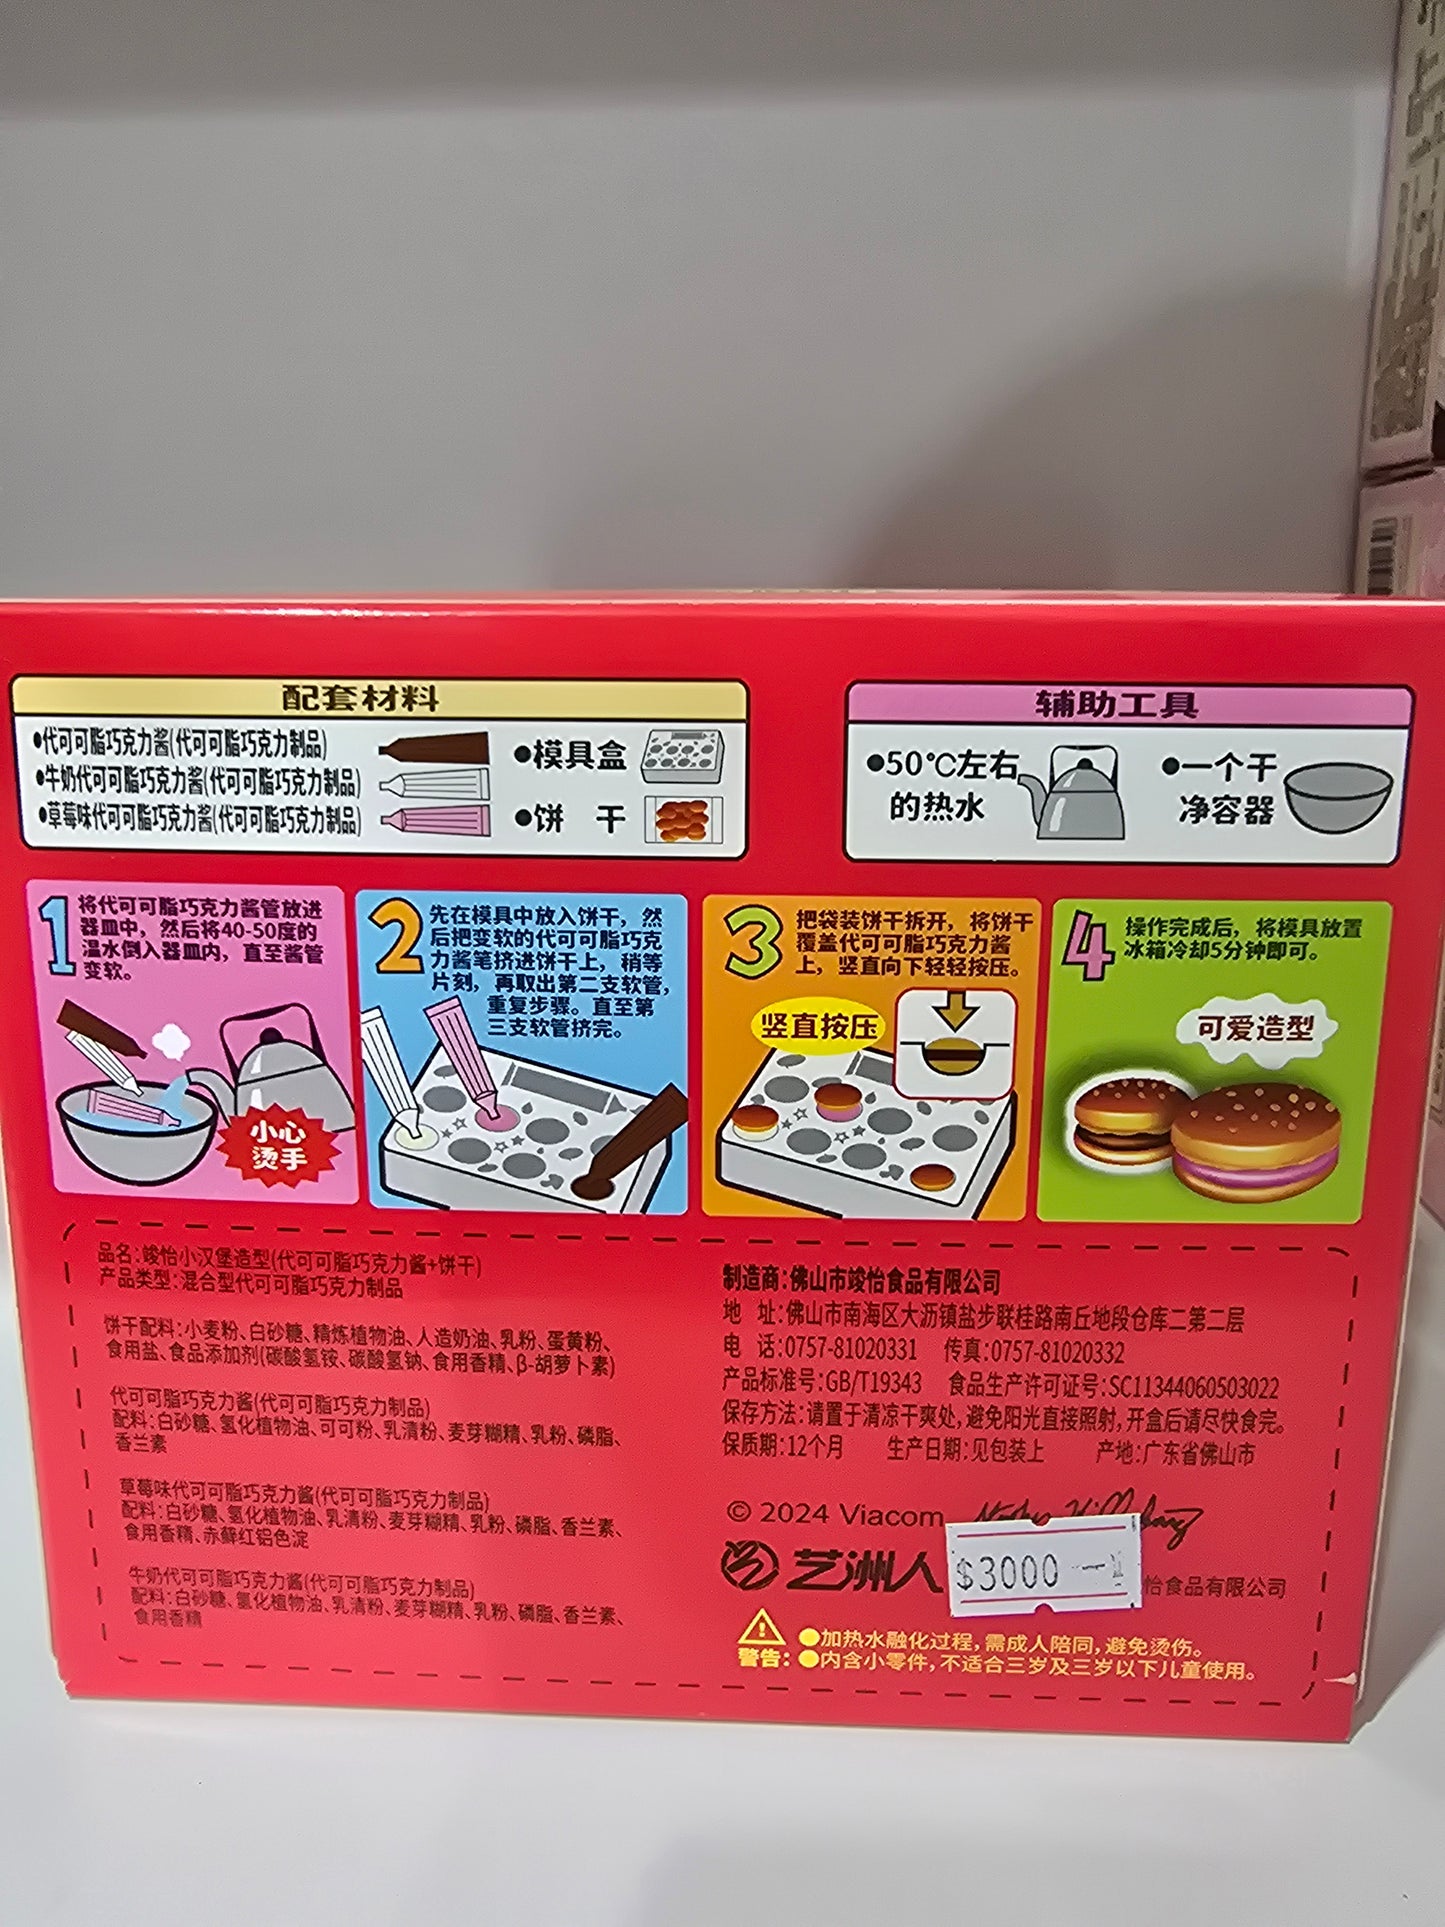 配套材料
•代可可脂巧克力酱(代可可脂巧克力制品)
•牛奶代可可脂巧克力酱(代可可脂巧克力制品)
•草莓味代可可脂巧克力酱(代可可脂巧克力制品)
•模具盒
•饼 干
辅助工具
•50℃左右
的热水
•一个干
净容器
1
将代可可脂巧克力酱管放进
器皿中，然后将40-50度的
温水倒入器皿内，直至酱管
变软。
小心
烫手
2
先在模具中放入饼干，然
后把变软的代可可脂巧克
力酱笔挤进饼干上，稍等
片刻，再取出第二支软管，
重复步骤。直至第
三支软管挤完。
3
把袋装饼干拆开，将饼干
覆盖代可可脂巧克力酱
上，竖直向下轻轻按压。
竖直按压
4
操作完成后，将模具放置
冰箱冷却5分钟即可。
可爱造型
品名:竣怡小汉堡造型(代可可脂巧克力酱+饼干)
产品类型:混合型代可可脂巧克力制品
饼干配料:小麦粉、白砂糖、精炼植物油、人造奶油、乳粉、蛋黄粉、
食用盐、食品添加剂(碳酸氢铵、碳酸氢钠、食用香精、β-胡萝卜素)
代可可脂巧克力酱(代可可脂巧克力制品)
配料:白砂糖、氢化植物油、可可粉、乳清粉、麦芽糊精、乳粉、磷脂、
香兰素
草莓味代可可脂巧克力酱(代可可脂巧克力制品)
配料:白砂糖、氢化植物油、乳清粉、麦芽糊精、乳粉、磷脂、香兰素、
食用香精、赤藓红铝色淀
牛奶代可可脂巧克力酱(代可可脂巧克力制品)
配料:白砂糖、氢化植物油、乳清粉、麦芽糊精、乳粉、磷脂、香兰素、
食用香精
制造商:佛山市竣怡食品有限公司
地 址:佛山市南海区大沥镇盐步联桂路南丘地段仓库二第二层
电 话:0757-81020331 传真:0757-81020332
产品标准号:GB/T19343 食品生产许可证号:SC11344060503022
保存方法:请置于清凉干爽处,避免阳光直接照射,开盒后请尽快食完。
保质期:12个月 生产日期:见包装上 产地:广东省佛山市
© 2024 Viacom
艺洲人
$3000
怡食品有限公司
警告:
●加热水融化过程,需成人陪同,避免烫伤。
●内含小零件,不适合三岁及三岁以下儿童使用。